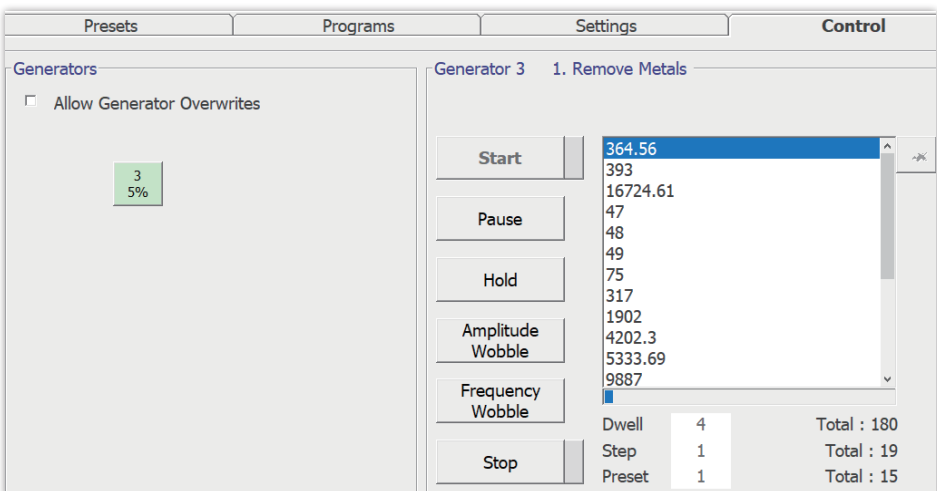 Presets Programs Settings Control
Generators
Allow Generator Overwrites
3
5%
Generator 3 1. Remove Metals
Start
Pause
Hold
Amplitude
Wobble
Frequency
Wobble
Stop
364.56
393
16724.61
47
48
49
75
317
1902
4202.3
5333.69
9887
Dwell 4 Total : 180
Step 1 Total : 19
Preset 1 Total : 15